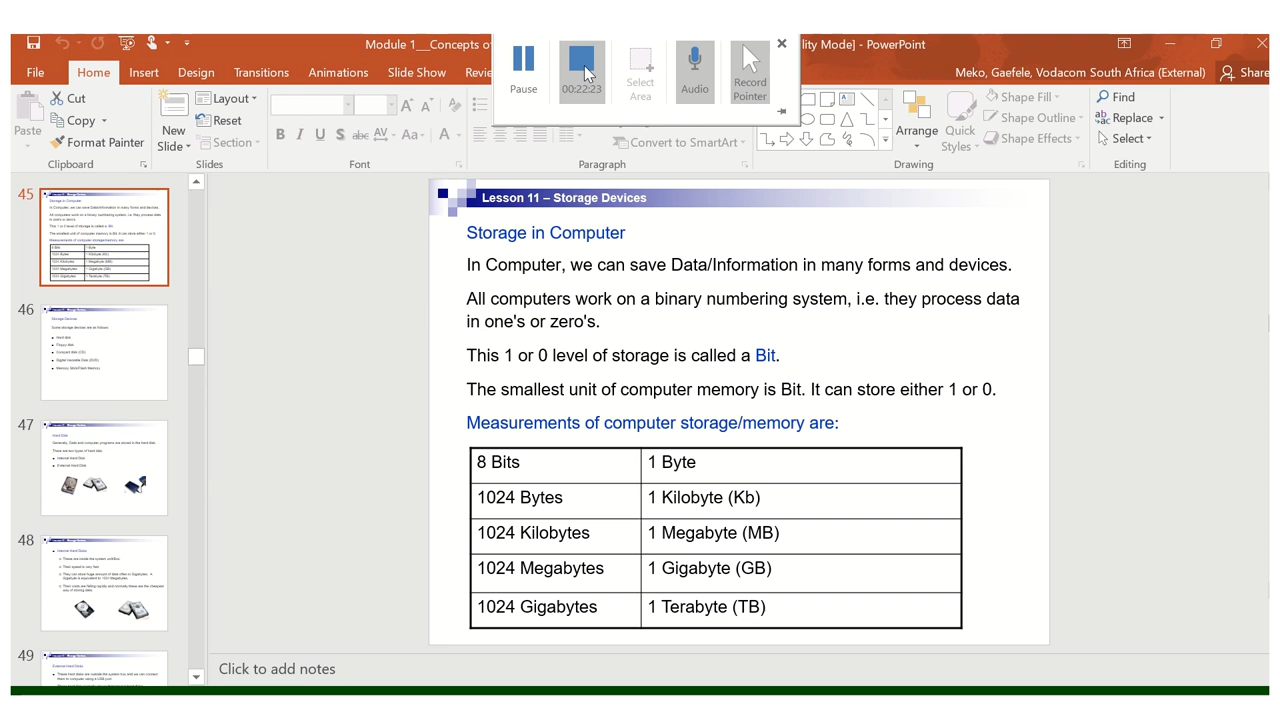 Module 1__Concepts o
lity Mode] - PowerPoint
File
Home
Insert
Design
Transitions
Animations
Slide Show
Revie
Meko, Gaefele, Vodacom South Africa (External)
Share
Pause
00:22:23
Select
Area
Audio
Record
Pointer
Paste
Cut
Copy
Format Painter
Clipboard
New
Slide
Layout
Reset
Section
Slides
B I U S abc AV Aa A
Font
Convert to SmartArt
Paragraph
Arrange
Quick
Styles
Shape Fill
Shape Outline
Shape Effects
Drawing
Find
Replace
Select
Editing
45
46
47
48
49
Lesson 11 – Storage Devices
Storage in Computer
In Computer, we can save Data/Information in many forms and devices.
All computers work on a binary numbering system, i.e. they process data
in one's or zero's.
This 1 or 0 level of storage is called a Bit.
The smallest unit of computer memory is Bit. It can store either 1 or 0.
Measurements of computer storage/memory are:
8 Bits 1 Byte
1024 Bytes 1 Kilobyte (Kb)
1024 Kilobytes 1 Megabyte (MB)
1024 Megabytes 1 Gigabyte (GB)
1024 Gigabytes 1 Terabyte (TB)
Click to add notes